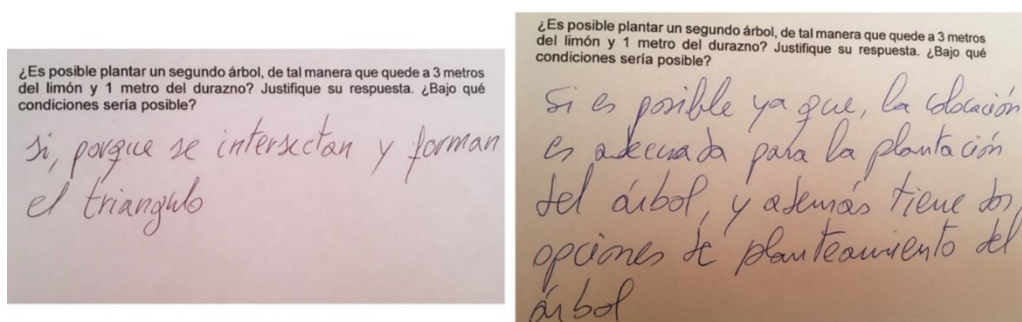 ¿Es posible plantar un segundo árbol, de tal manera que quede a 3 metros
del limón y 1 metro del durazno? Justifique su respuesta. ¿Bajo qué
condiciones sería posible?
si, porque se intersectan y forman
el triangulo
¿Es posible plantar un segundo árbol, de tal manera que quede a 3 metros
del limón y 1 metro del durazno? Justifique su respuesta. ¿Bajo qué
condiciones sería posible?
Si es posible ya que, la colocación
es adecuada para la plantación
del árbol, y además tiene dos
opciones de planteamiento del
árbol